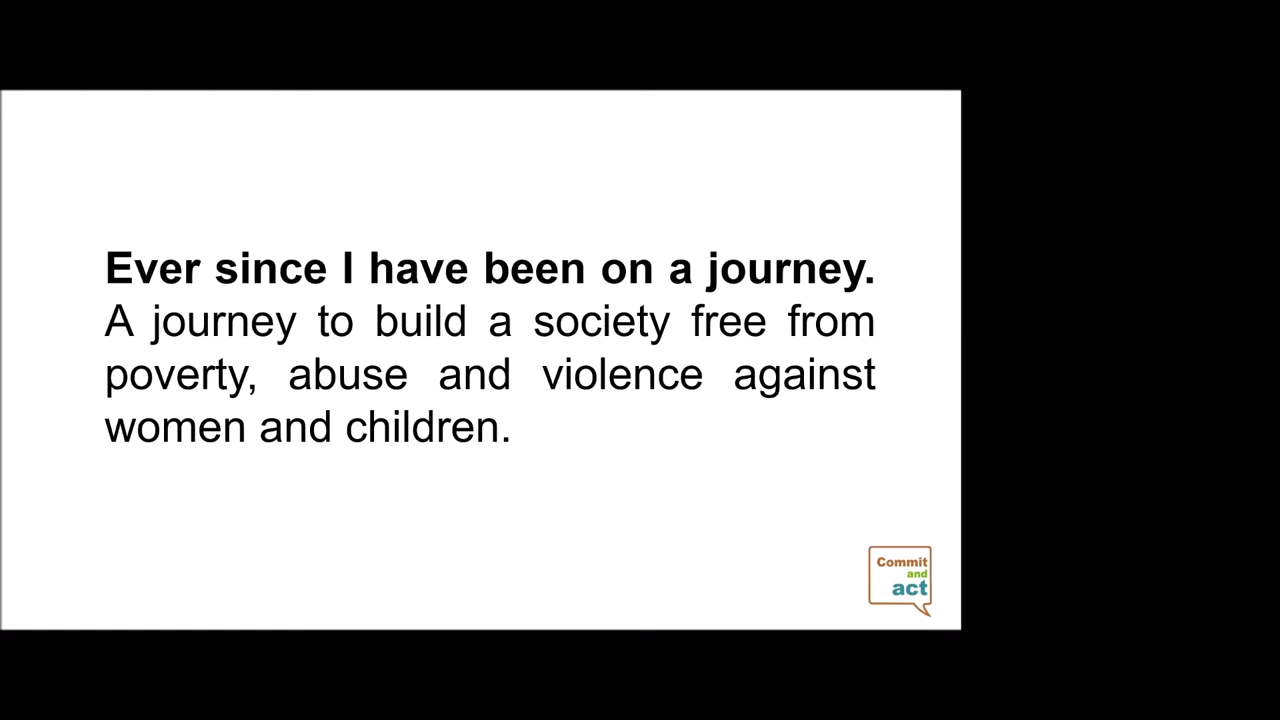 Ever since I have been on a journey.
A journey to build a society free from
poverty, abuse and violence against
women and children.
Commit
and
act